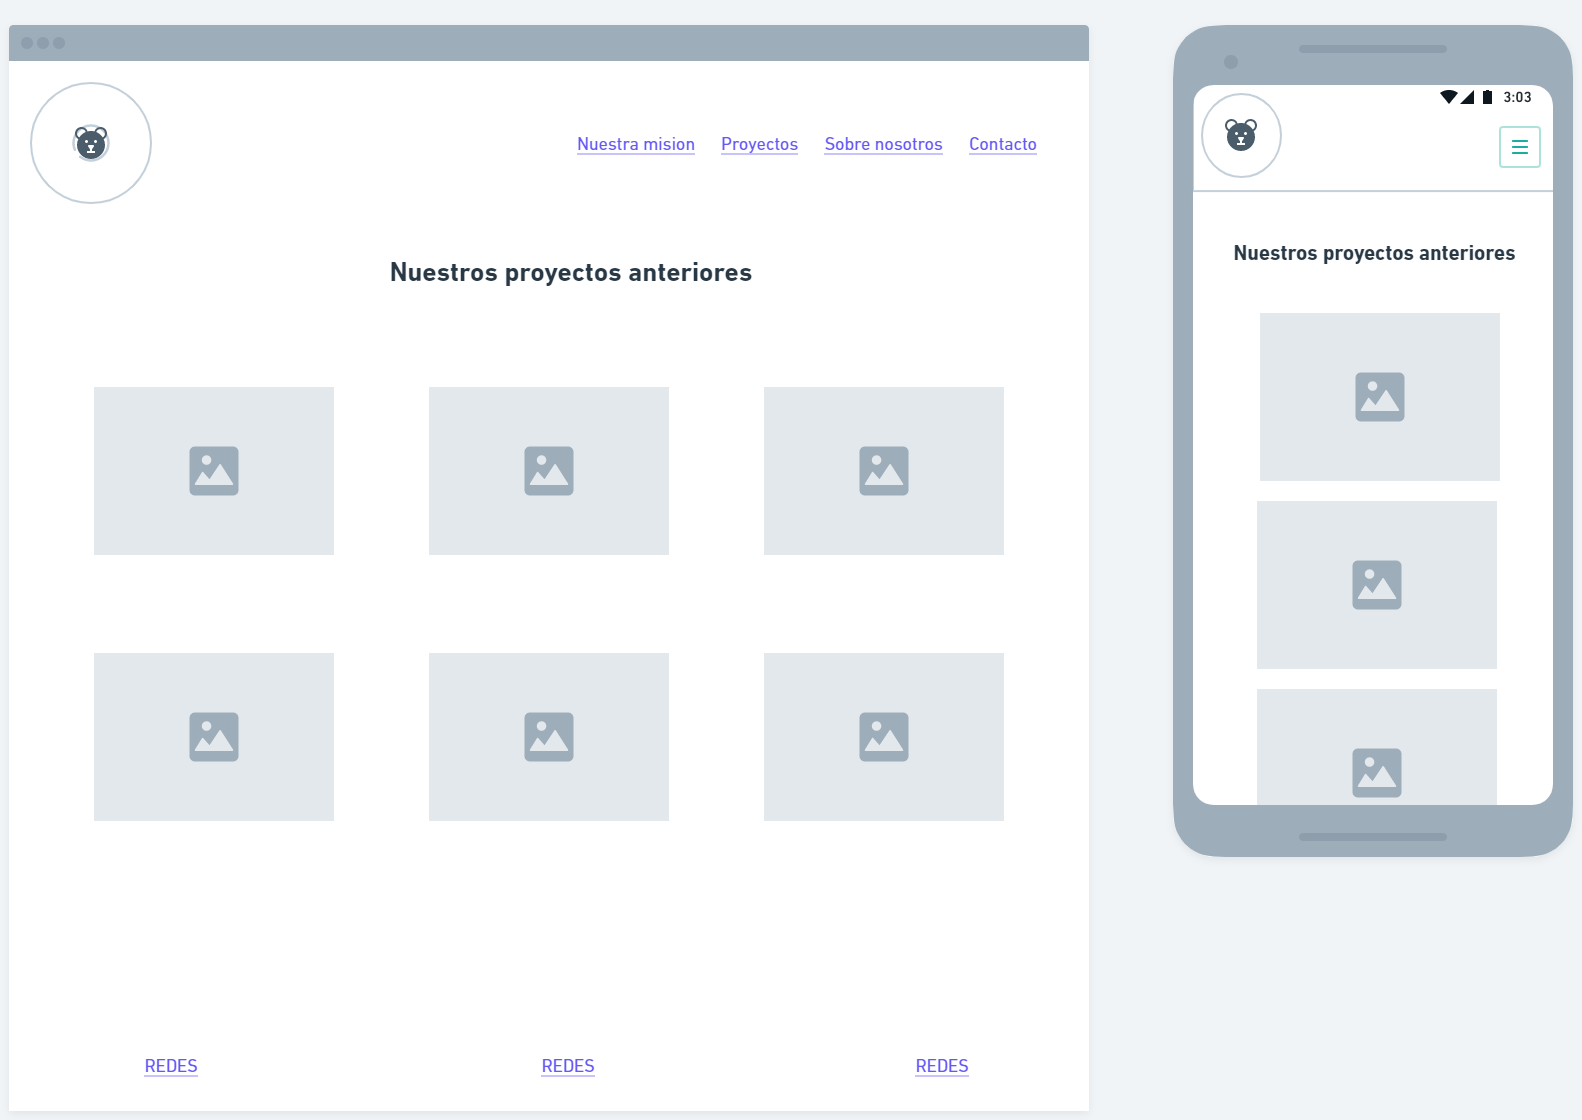 Nuestra mision Proyectos Sobre nosotros Contacto
Nuestros proyectos anteriores
REDES REDES REDES
3:03
Nuestros proyectos anteriores